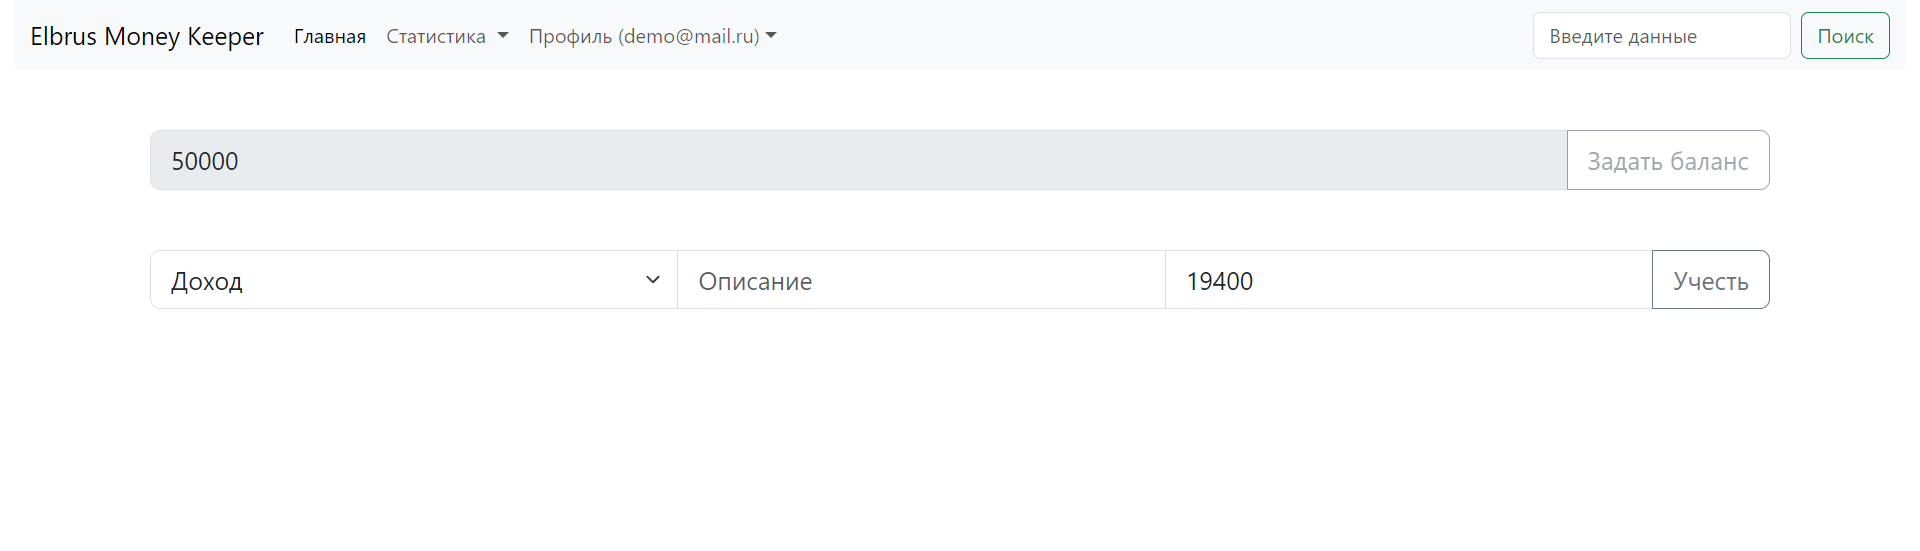 Elbrus Money Keeper Главная Статистика Профиль (demo@mail.ru) Введите данные Поиск
50000 Задать баланс
Доход Описание 19400 Учесть